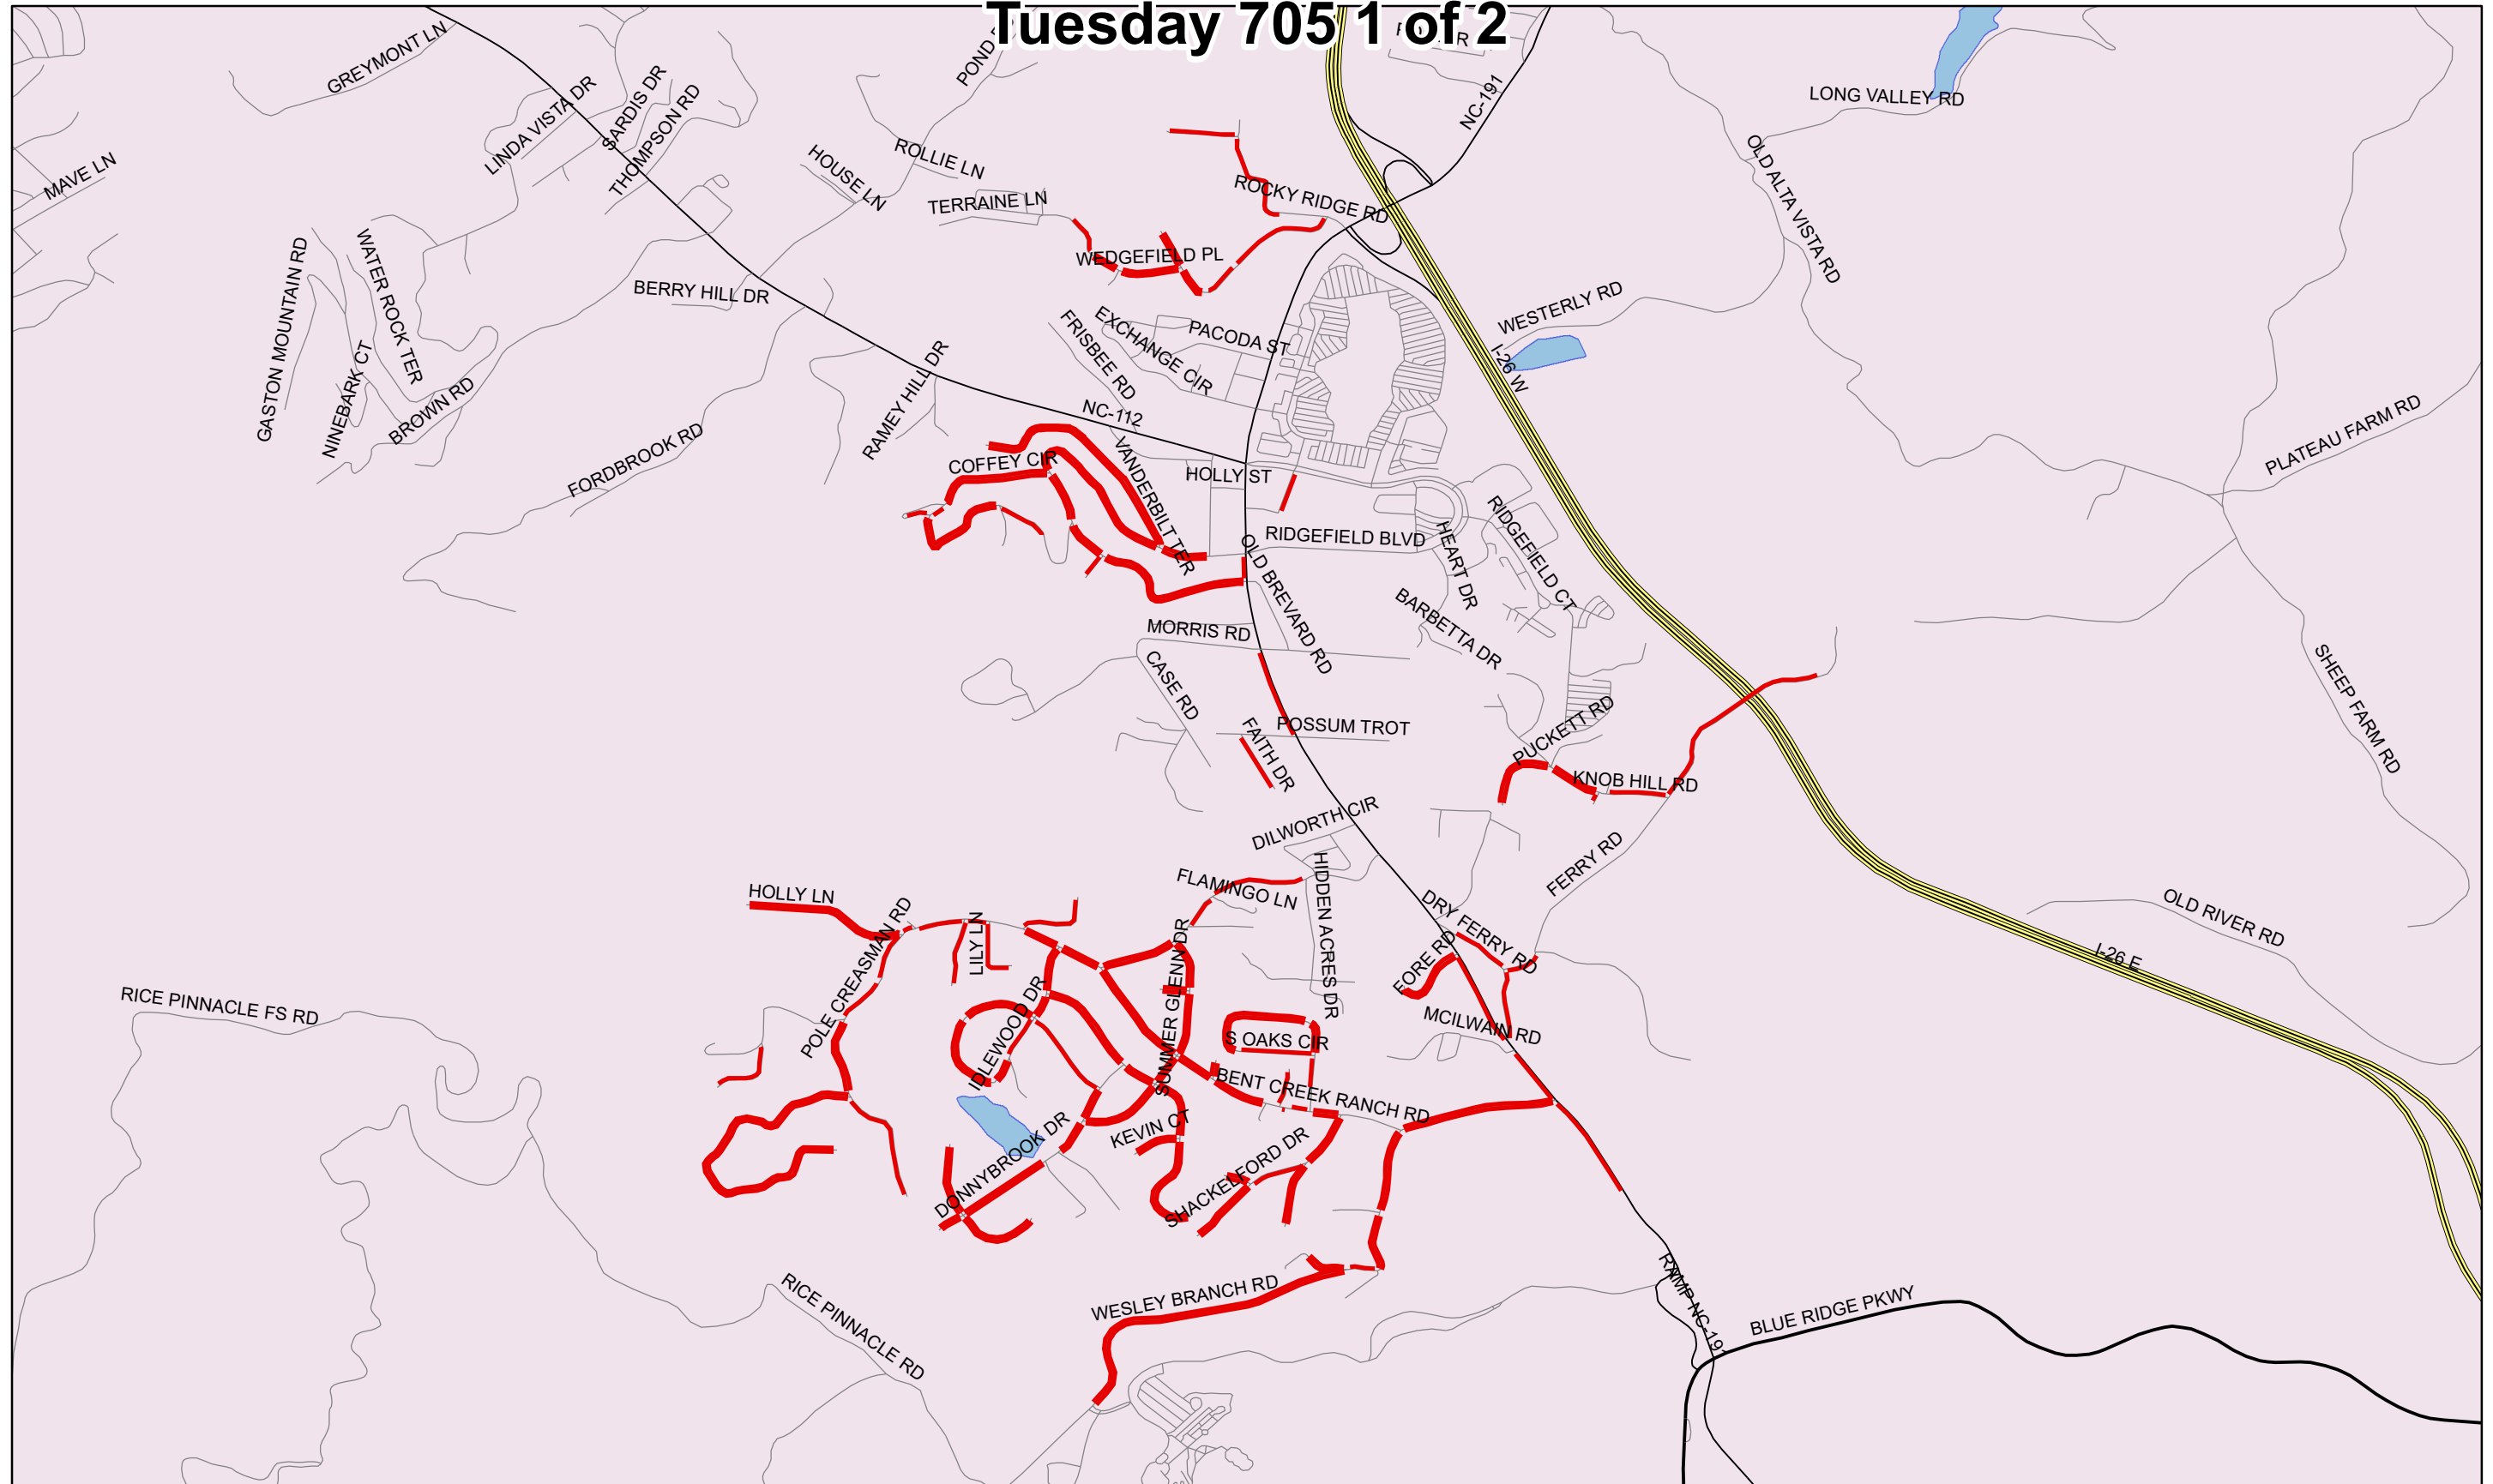 Tuesday 705 1 of 2
GREYMONT LN
POND
NC-191
LONG VALLEY RD
LINDA VISTA DR
SARDIS DR
THOMPSON RD
MAVE LN
HOUSE LN
ROLLIE LN
TERRAINE LN
ROCKY RIDGE RD
OLD ALTA VISTA RD
WEDGEFIELD PL
GASTON MOUNTAIN RD
WATER ROCK TER
BERRY HILL DR
WESTERLY RD
FRISBEE RD
EXCHANGE CIR
PACODA ST
I-26 W
NINEBARK CT
BROWN RD
RAMEY HILL DR
NC-112
PLATEAU FARM RD
FORDBROOK RD
COFFEY CIR
VANDERBILT TER
HOLLY ST
RIDGEFIELD BLVD
HEART DR
RIDGEFIELD CT
OLD BREVARD RD
BARBETTA DR
MORRIS RD
CASE RD
SHEEP FARM RD
POSSUM TROT
FAITH DR
PUCKETT RD
KNOB HILL RD
DILWORTH CIR
FERRY RD
HOLLY LN
FLAMINGO LN
HIDDEN ACRES DR
DRY FERRY RD
OLD RIVER RD
POLE CREASMAN RD
LILY LN
SUMMER GLENN DR
FORE RD
I-26 E
RICE PINNACLE FS RD
IDLEWOOD DR
S OAKS CIR
MCILWAIN RD
BENT CREEK RANCH RD
KEVIN CT
DONNYBROOK DR
SHACKELFORD DR
WESLEY BRANCH RD
RICE PINNACLE RD
RAMP NC-191
BLUE RIDGE PKWY